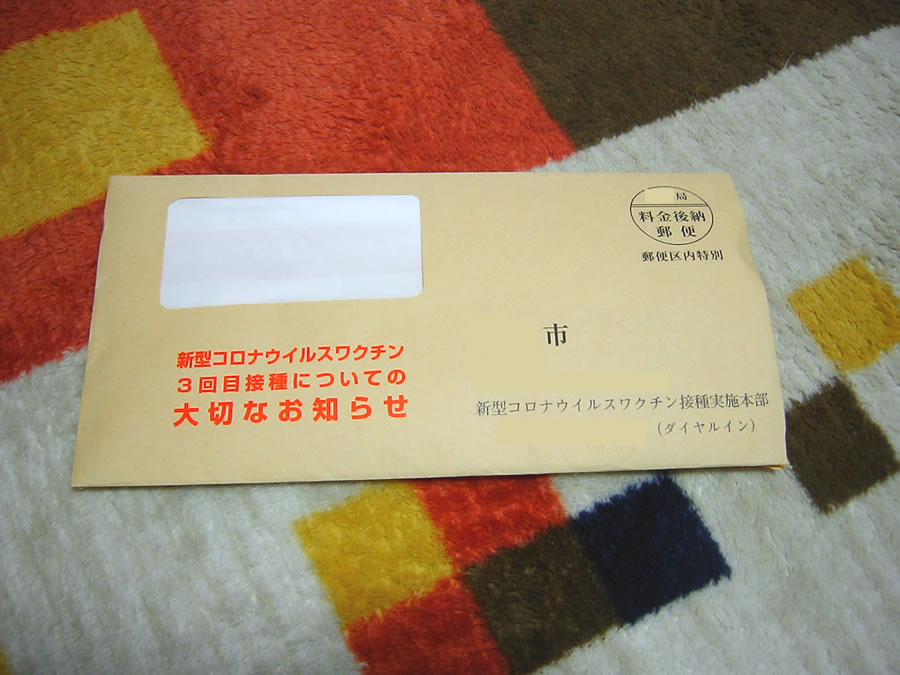 局
料金後納
郵便
郵便区内特別
新型コロナウイルスワクチン
3回目接種についての
大切なお知らせ
市
新型コロナウイルスワクチン接種実施本部
(ダイヤルイン)